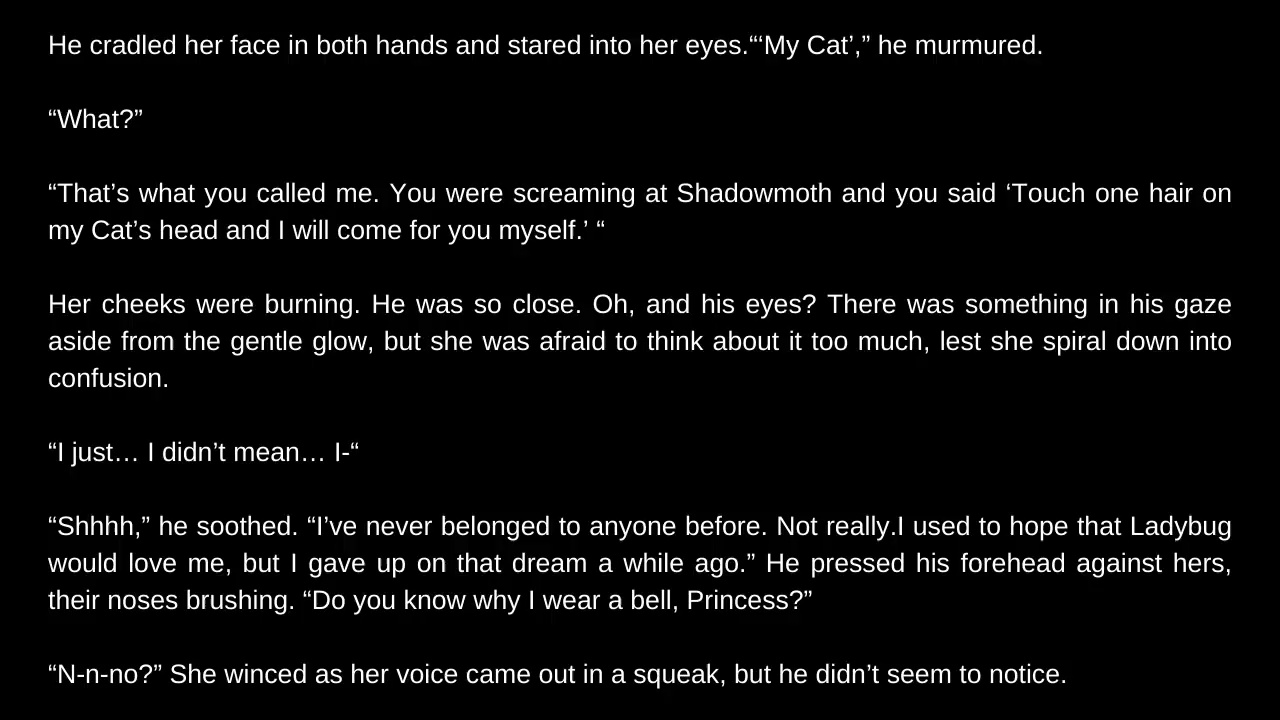 He cradled her face in both hands and stared into her eyes.“‘My Cat’,” he murmured.
“What?”
“That’s what you called me. You were screaming at Shadowmoth and you said ‘Touch one hair on
my Cat’s head and I will come for you myself.’ “
Her cheeks were burning. He was so close. Oh, and his eyes? There was something in his gaze
aside from the gentle glow, but she was afraid to think about it too much, lest she spiral down into
confusion.
“I just… I didn’t mean… I-“
“Shhhh,” he soothed. “I’ve never belonged to anyone before. Not really.I used to hope that Ladybug
would love me, but I gave up on that dream a while ago.” He pressed his forehead against hers,
their noses brushing. “Do you know why I wear a bell, Princess?”
“N-n-no?” She winced as her voice came out in a squeak, but he didn’t seem to notice.